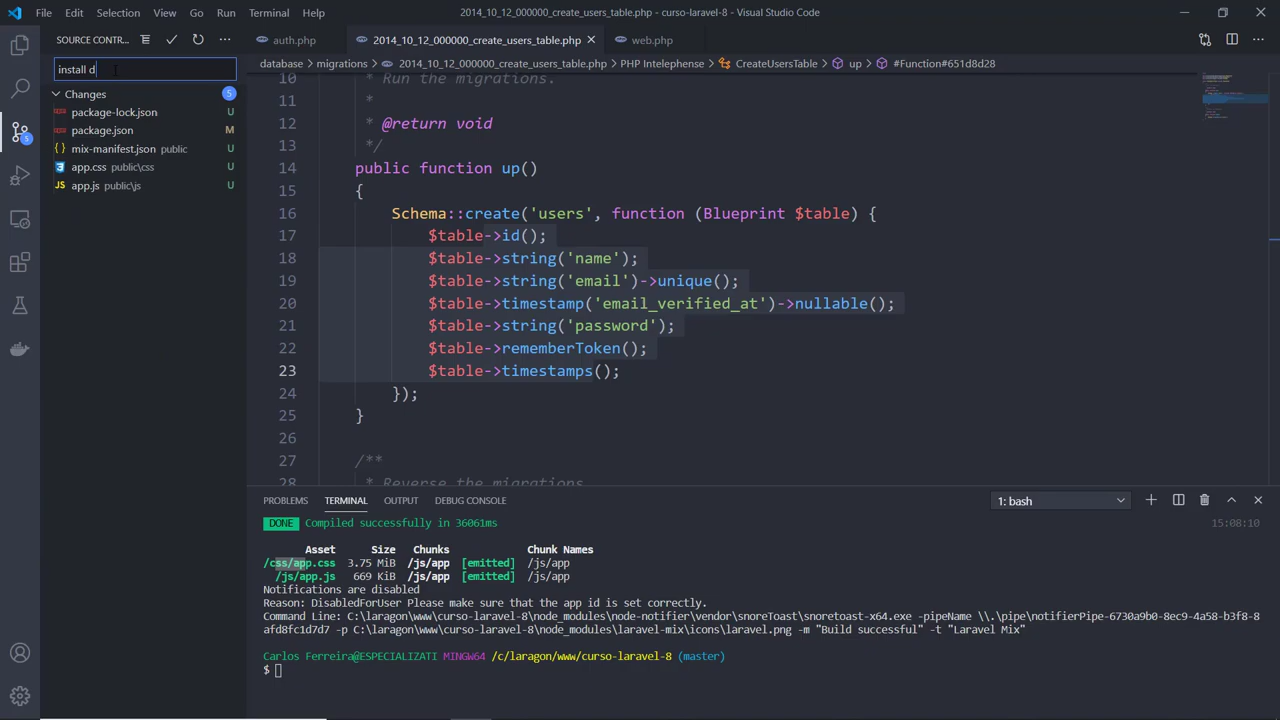 File Edit Selection View Go Run Terminal Help
2014_10_12_000000_create_users_table.php - curso-laravel-8 - Visual Studio Code
SOURCE CONTR...
auth.php
2014_10_12_000000_create_users_table.php
web.php
install d
database > migrations > 2014_10_12_000000_create_users_table.php > PHP Intelephense > CreateUsersTable > up > #Function#651d8d28
Changes 5
package-lock.json U
package.json M
mix-manifest.json public U
app.css public\css U
app.js public\js U
5
10 * Run the migrations.
11 *
12 * @return void
13 */
14 public function up()
15 {
16 Schema::create('users', function (Blueprint $table) {
17 $table->id();
18 $table->string('name');
19 $table->string('email')->unique();
20 $table->timestamp('email_verified_at')->nullable();
21 $table->string('password');
22 $table->rememberToken();
23 $table->timestamps();
24 });
25 }
26
27 /**
28 * Reverse the migrations.
PROBLEMS TERMINAL OUTPUT DEBUG CONSOLE 1: bash
DONE Compiled successfully in 36061ms 15:08:10
Asset Size Chunks Chunk Names
/css/app.css 3.75 MiB /js/app [emitted] /js/app
/js/app.js 669 KiB /js/app [emitted] /js/app
Notifications are disabled
Reason: DisabledForUser Please make sure that the app id is set correctly.
Command Line: C:\laragon\www\curso-laravel-8\node_modules\node-notifier\vendor\snoreToast\snoretoast-x64.exe -pipeName \\.\pipe\notifierPipe-6730a9b0-8ec9-4a58-b3f8-
afd8fc1d7d7 -p C:\laragon\www\curso-laravel-8\node_modules\laravel-mix\icons\laravel.png -m "Build successful" -t "Laravel Mix"
Carlos Ferreira@ESPECIALIZATI MINGW64 /c/laragon/www/curso-laravel-8 (master)
$